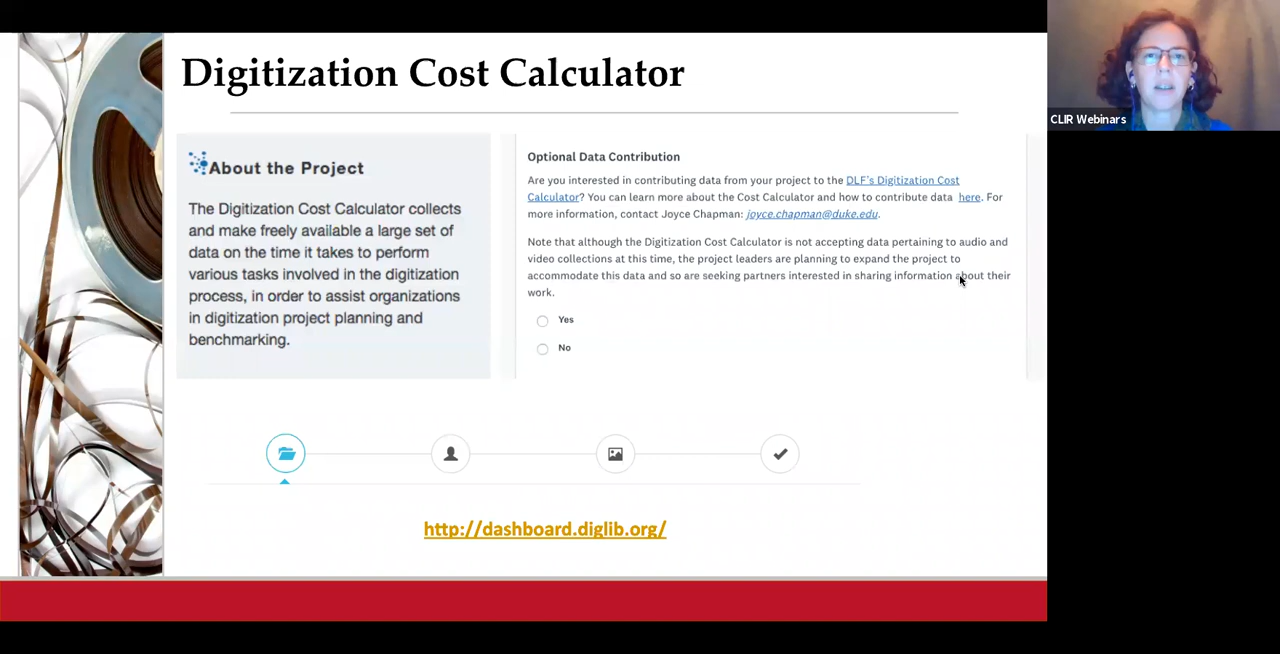 Digitization Cost Calculator
CLIR Webinars
About the Project
The Digitization Cost Calculator collects
and make freely available a large set of
data on the time it takes to perform
various tasks involved in the digitization
process, in order to assist organizations
in digitization project planning and
benchmarking.
Optional Data Contribution
Are you interested in contributing data from your project to the DLF's Digitization Cost
Calculator? You can learn more about the Cost Calculator and how to contribute data here. For
more information, contact Joyce Chapman: joyce.chapman@duke.edu.
Note that although the Digitization Cost Calculator is not accepting data pertaining to audio and
video collections at this time, the project leaders are planning to expand the project to
accommodate this data and so are seeking partners interested in sharing information about their
work.
Yes
No
http://dashboard.diglib.org/